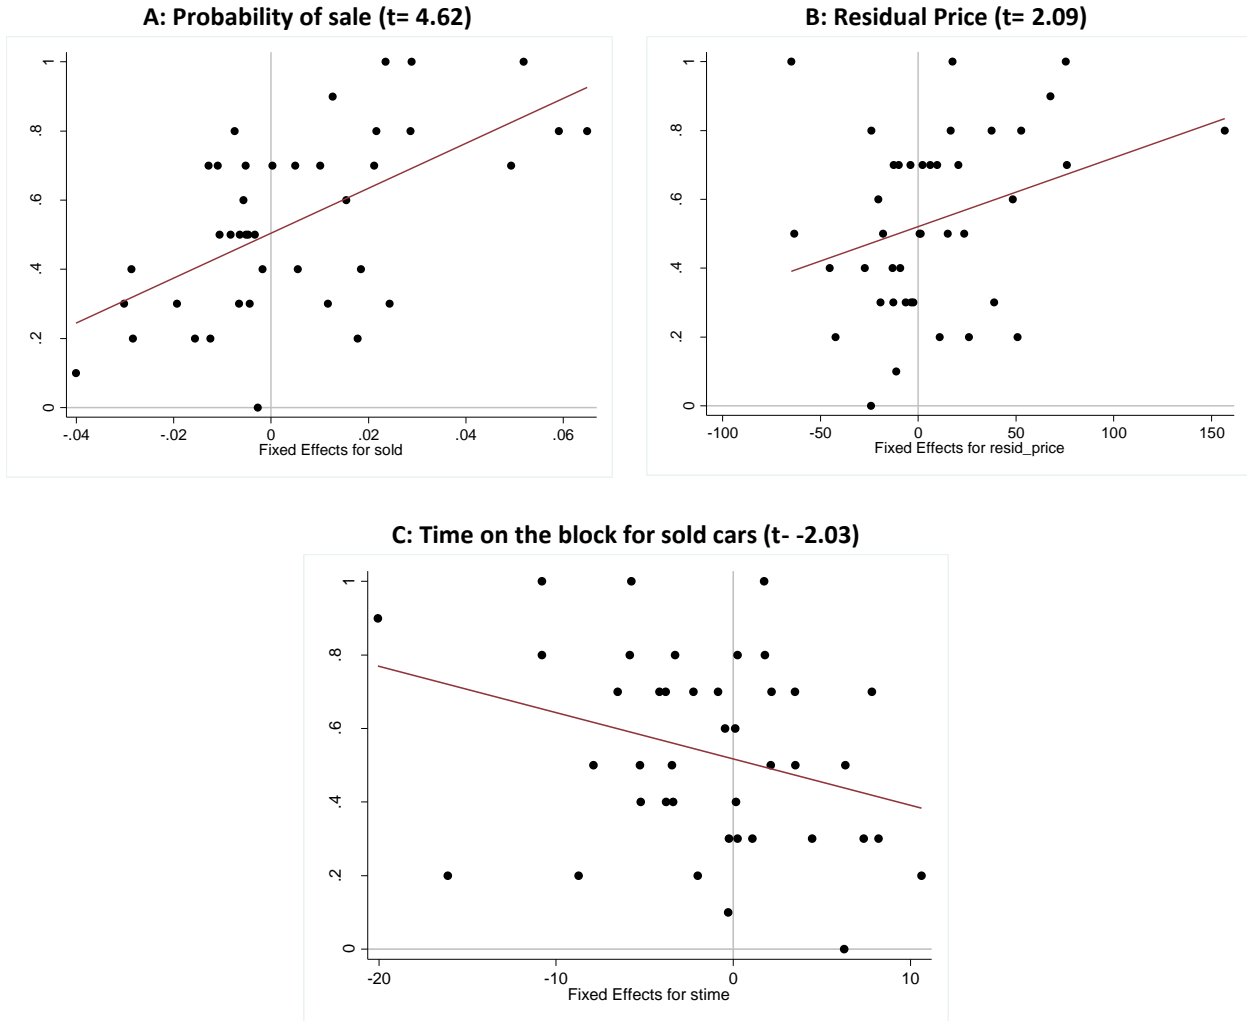 A: Probability of sale (t= 4.62)
1
.8
.6
.4
.2
0
-.04 -.02 0 .02 .04 .06
Fixed Effects for sold
B: Residual Price (t= 2.09)
1
.8
.6
.4
.2
0
-100 -50 0 50 100 150
Fixed Effects for resid_price
C: Time on the block for sold cars (t- -2.03)
1
.8
.6
.4
.2
0
-20 -10 0 10
Fixed Effects for stime